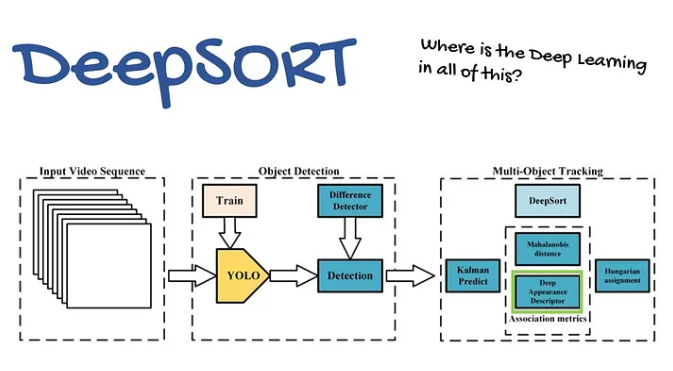 DeepSORT
Where is the Deep Learning
in all of this?
Input Video Sequence
Object Detection
Multi-Object Tracking
Train
Difference
Detector
DeepSort
YOLO
Detection
Kalman
Predict
Mahalanobis
distance
Deep
Appearance
Descriptor
Hungarian
assignment
Association metrics